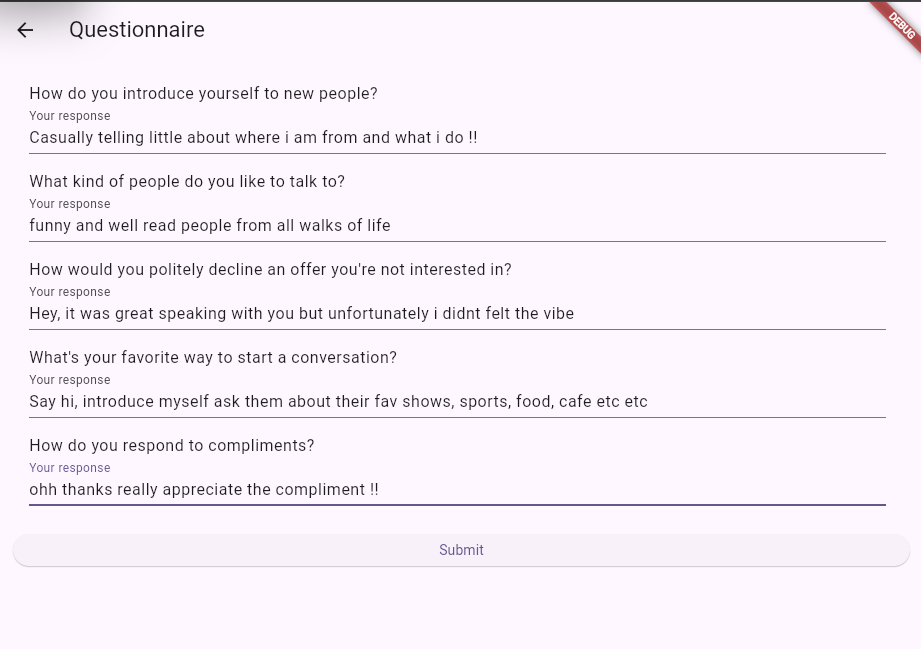 Questionnaire
DEBUG
How do you introduce yourself to new people?
Your response
Casually telling little about where i am from and what i do !!
What kind of people do you like to talk to?
Your response
funny and well read people from all walks of life
How would you politely decline an offer you're not interested in?
Your response
Hey, it was great speaking with you but unfortunately i didnt felt the vibe
What's your favorite way to start a conversation?
Your response
Say hi, introduce myself ask them about their fav shows, sports, food, cafe etc etc
How do you respond to compliments?
Your response
ohh thanks really appreciate the compliment !!
Submit